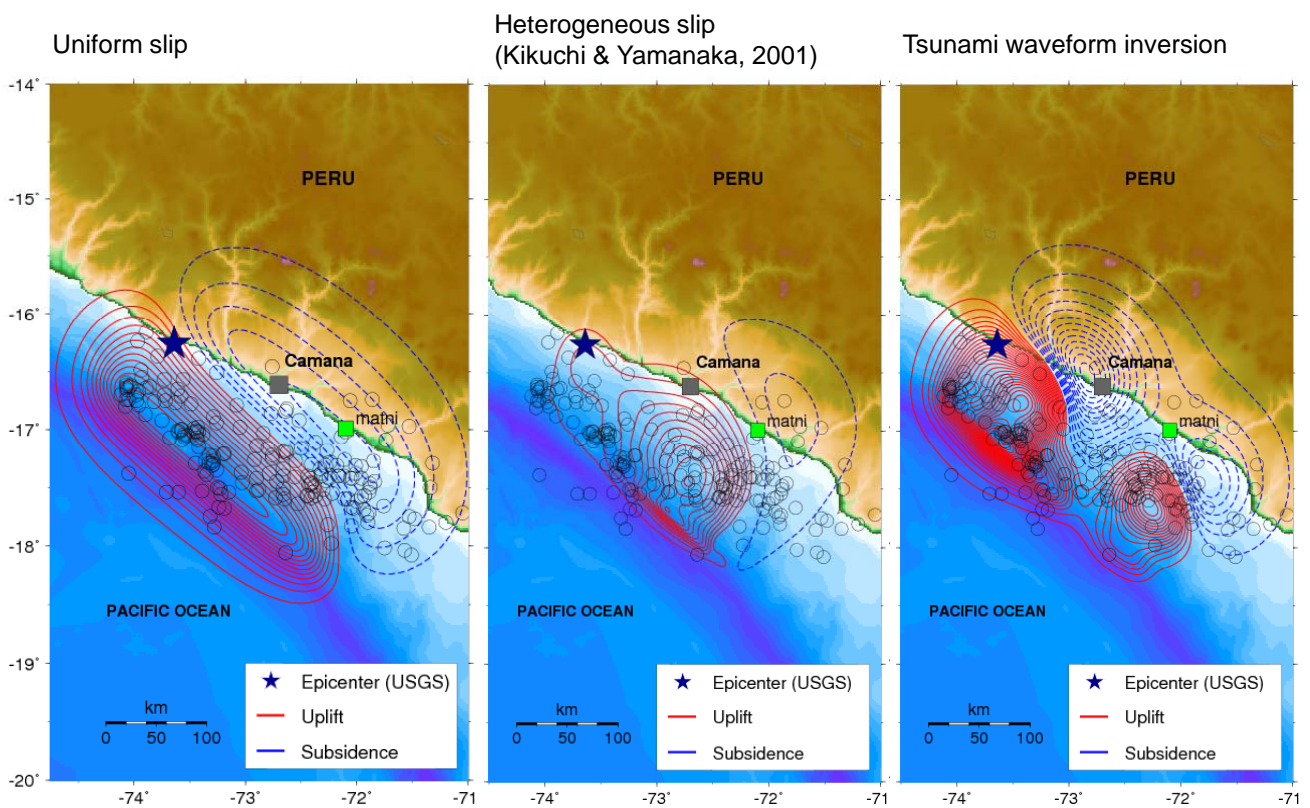 Uniform slip
Heterogeneous slip
(Kikuchi & Yamanaka, 2001)
Tsunami waveform inversion
-14°
-15°
-16°
-17°
-18°
-19°
-20°
-74
-73
-72
-71
PERU
Camana
matni
PACIFIC OCEAN
km
0 50 100
Epicenter (USGS)
Uplift
Subsidence
-74
-73
-72
-71
PERU
Camana
matni
PACIFIC OCEAN
km
0 50 100
Epicenter (USGS)
Uplift
Subsidence
-74
-73
-72
-71
PERU
Camana
matni
PACIFIC OCEAN
km
0 50 100
Epicenter (USGS)
Uplift
Subsidence